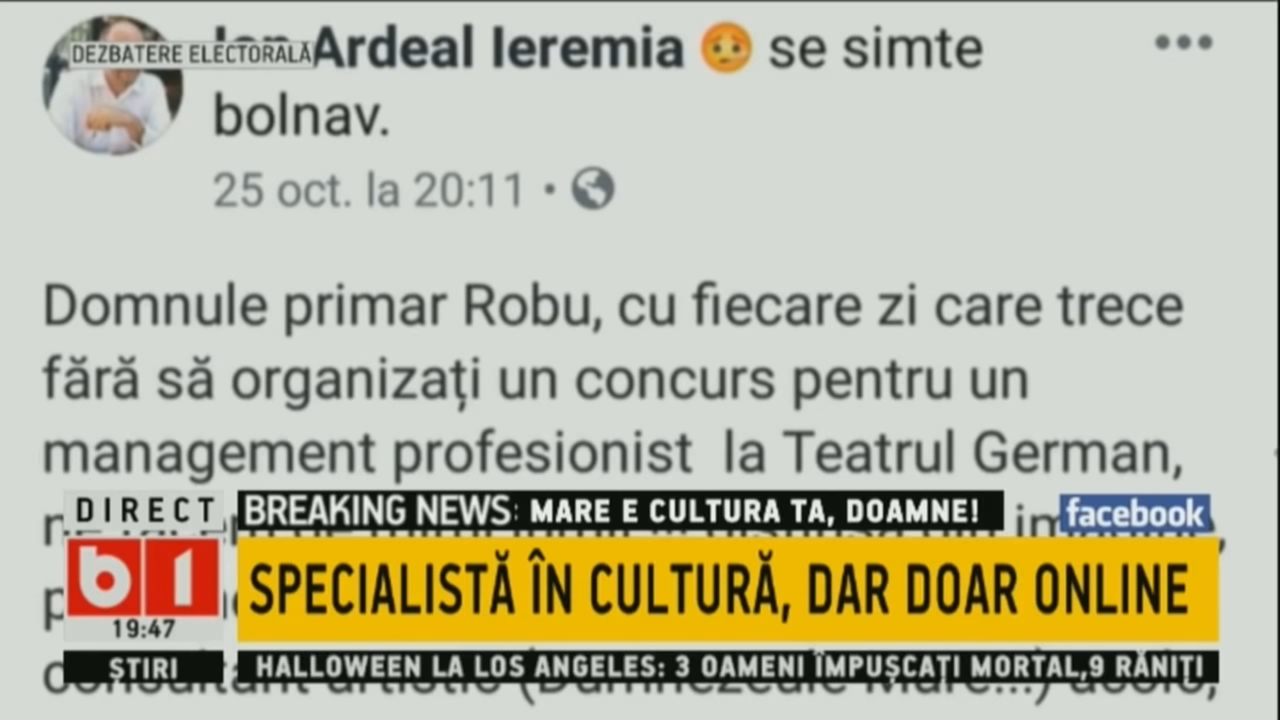 DEZBATERE ELECTORALĂ
Ardeal Ieremia 😳 se simte
bolnav.
25 oct. la 20:11 •
Domnule primar Robu, cu fiecare zi care trece
fără să organizați un concurs pentru un
management profesionist la Teatrul German,
DIRECT
BREAKING NEWS: MARE E CULTURA TA, DOAMNE!
facebook
b1
SPECIALISTĂ ÎN CULTURĂ, DAR DOAR ONLINE
19:47
ȘTIRI
HALLOWEEN LA LOS ANGELES: 3 OAMENI ÎMPUȘCAȚI MORTAL,9 RĂNIȚI